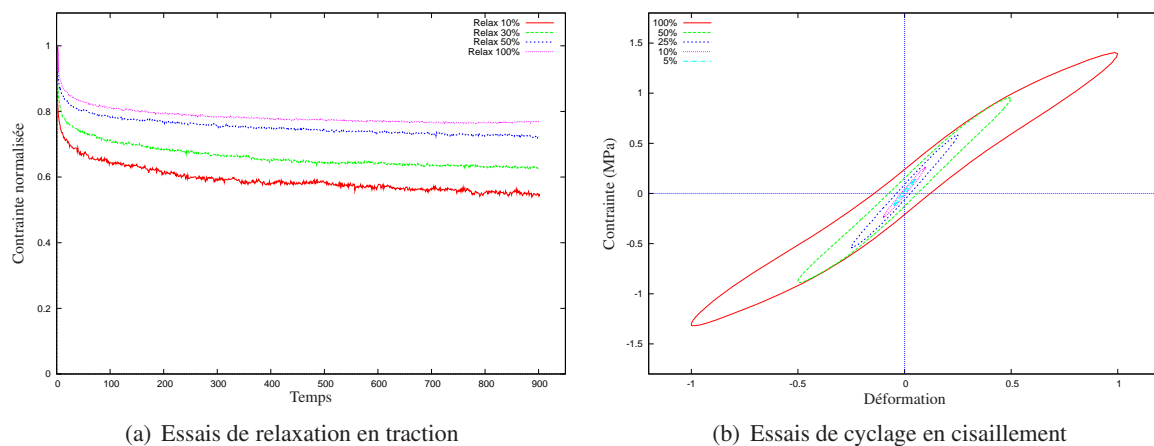 Relax 10%
Relax 30%
Relax 50%
Relax 100%
1
0.8
0.6
0.4
0.2
0
0 100 200 300 400 500 600 700 800 900
Contrainte normalisée
Temps
(a) Essais de relaxation en traction
100%
50%
25%
10%
5%
1.5
1
0.5
0
-0.5
-1
-1.5
-1 -0.5 0 0.5 1
Contrainte (MPa)
Déformation
(b) Essais de cyclage en cisaillement